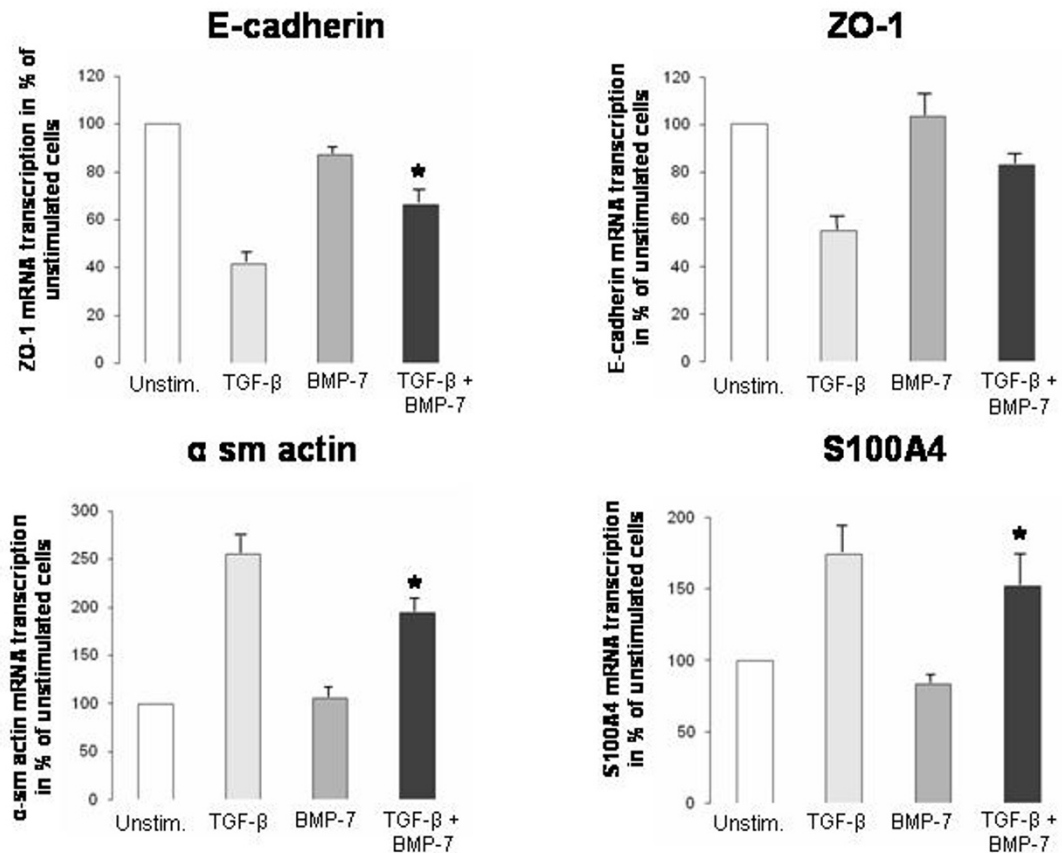 E-cadherin
ZO-1 mRNA transcription in % of
unstimulated cells
120
100
80
60
40
20
0
*
Unstim.
TGF-β
BMP-7
TGF-β +
BMP-7
ZO-1
E-cadherin mRNA transcription
in % of unstimulated cells
120
100
80
60
40
20
0
Unstim.
TGF-β
BMP-7
TGF-β +
BMP-7
α sm actin
α-sm actin mRNA transcription
in % of unstimulated cells
300
250
200
150
100
50
0
*
Unstim.
TGF-β
BMP-7
TGF-β +
BMP-7
S100A4
S100A4 mRNA transcription
in % of unstimulated cells
200
150
100
50
0
*
Unstim.
TGF-β
BMP-7
TGF-β +
BMP-7